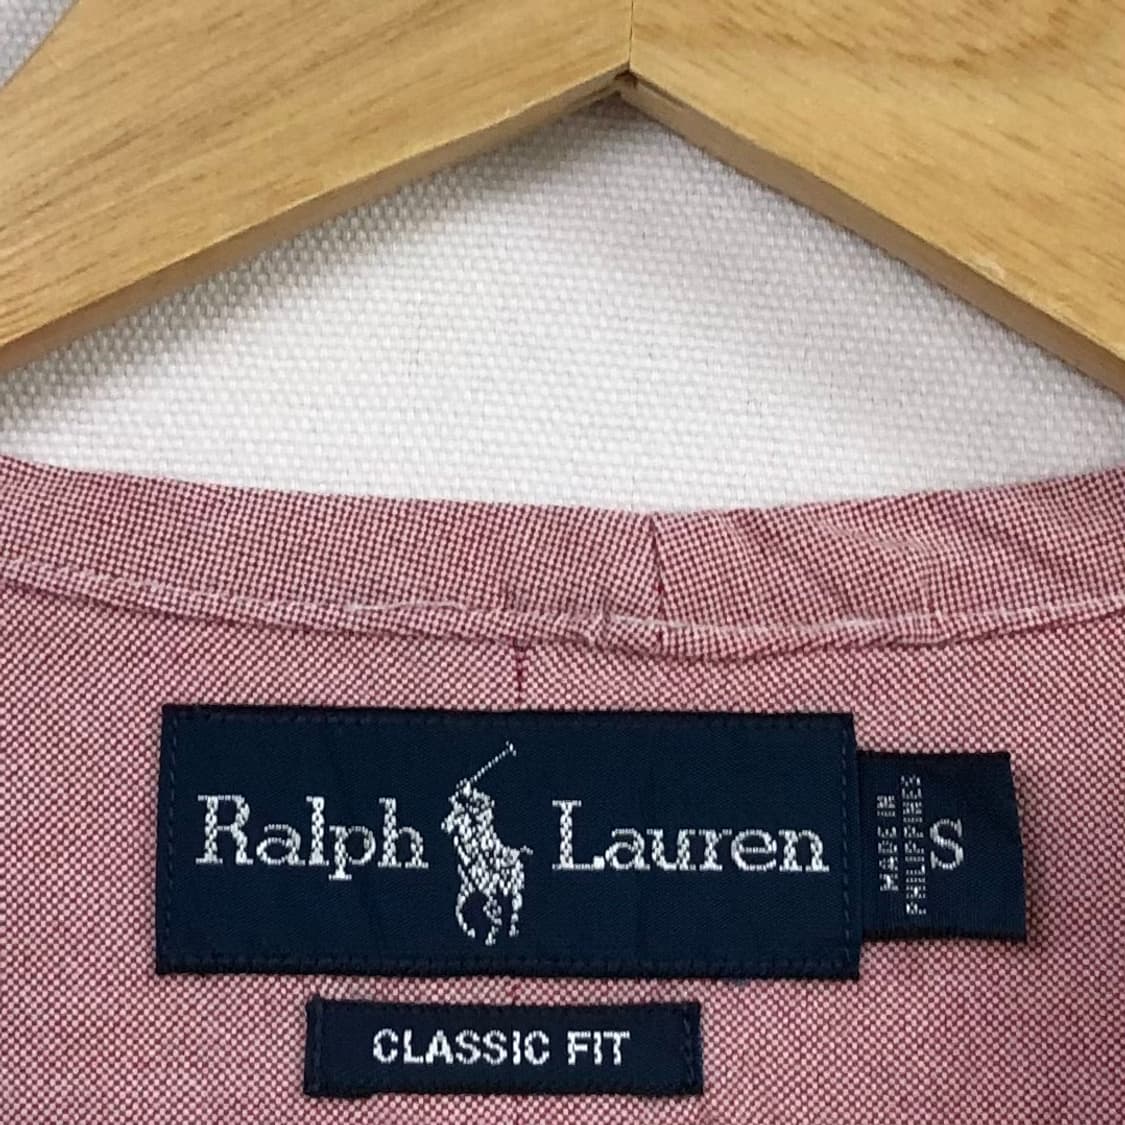 Ralph Lauren
MADE IN
PHILIPPINES
S
CLASSIC FIT